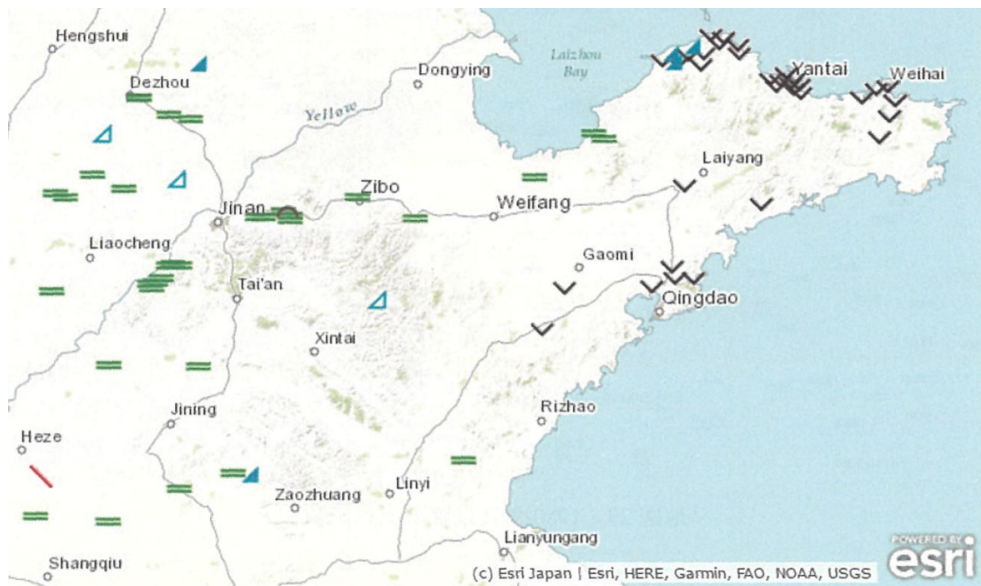 Hengshui
Dezhou
Dongying
Laizhou
Bay
Yantai
Weihai
Yellow
Laiyang
Zibo
Jinan
Weifang
Liaocheng
Gaomi
Tai'an
Qingdao
Xintai
Jining
Rizhao
Heze
Linyi
Zaozhuang
Lianyungang
Shangqiu
POWERED BY
esri
(c) Esri Japan | Esri, HERE, Garmin, FAO, NOAA, USGS